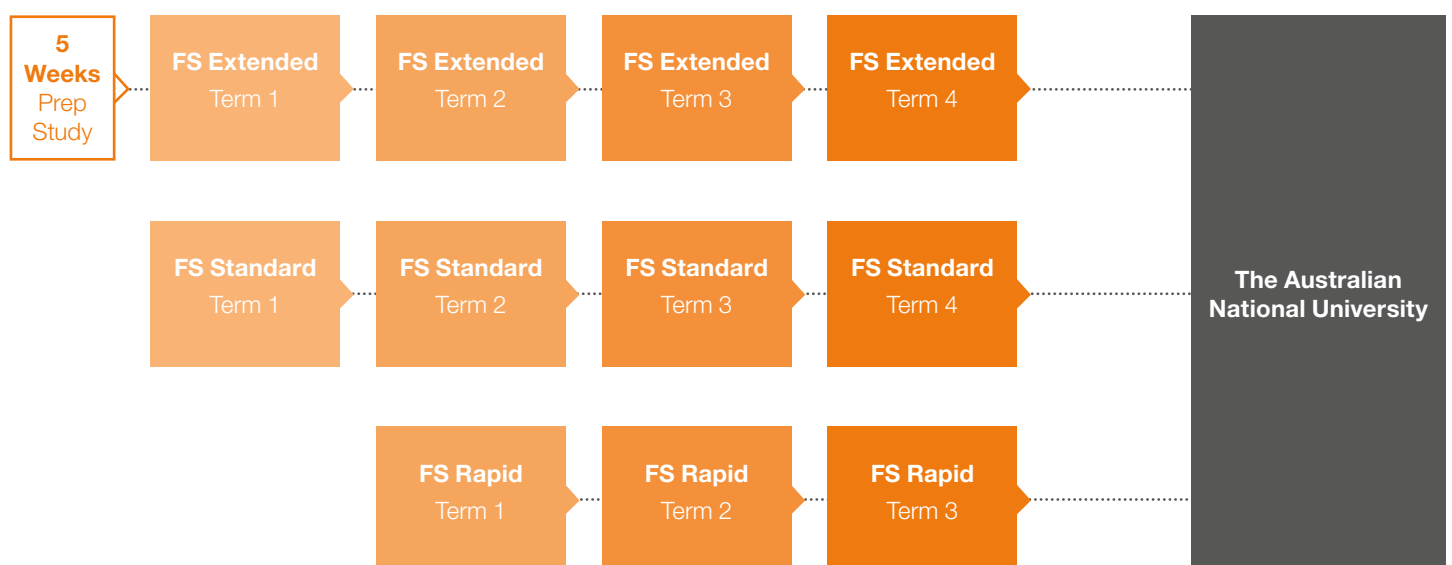 5
Weeks
Prep
Study
FS Extended
Term 1
FS Extended
Term 2
FS Extended
Term 3
FS Extended
Term 4
FS Standard
Term 1
FS Standard
Term 2
FS Standard
Term 3
FS Standard
Term 4
FS Rapid
Term 1
FS Rapid
Term 2
FS Rapid
Term 3
The Australian
National University